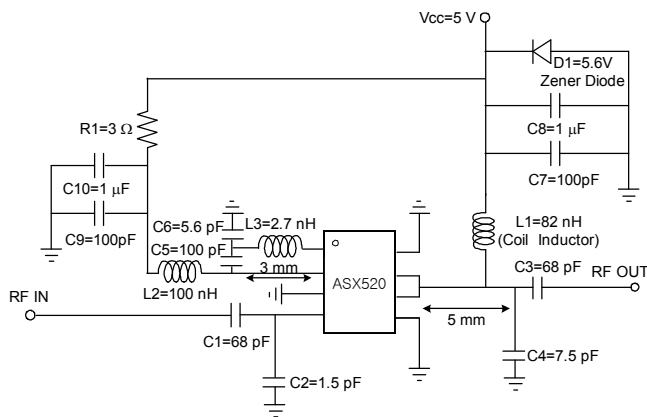 Vcc=5 V
D1=5.6V
Zener Diode
R1=3 Ω
C8=1 μF
C10=1 μF
C7=100pF
C6=5.6 pF
L3=2.7 nH
L1=82 nH
(Coil Inductor)
C9=100pF
C5=100 pF
C3=68 pF
RF OUT
3 mm
ASX520
L2=100 nH
RF IN
5 mm
C1=68 pF
C4=7.5 pF
C2=1.5 pF